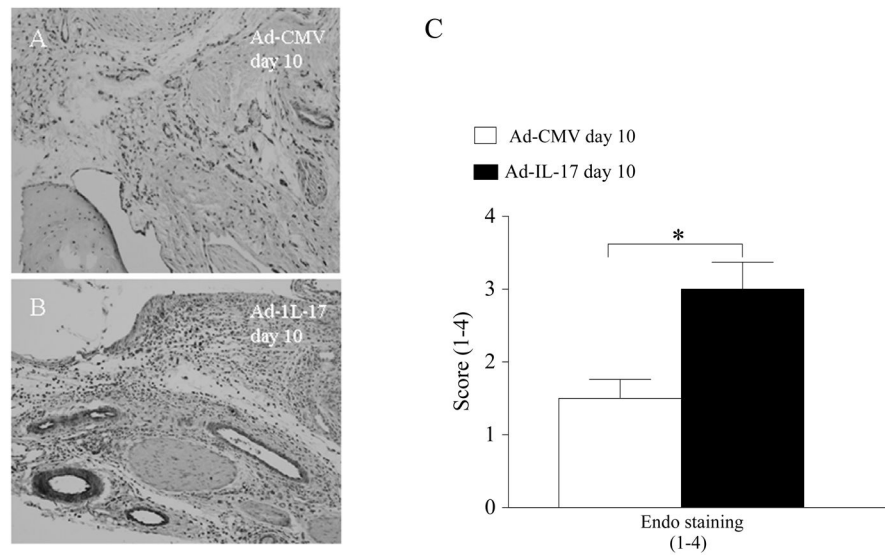 A
Ad-CMV
day 10
B
Ad-1L-17
day 10
C
Ad-CMV day 10
Ad-IL-17 day 10
*
4
3
2
1
0
Score (1-4)
Endo staining
(1-4)